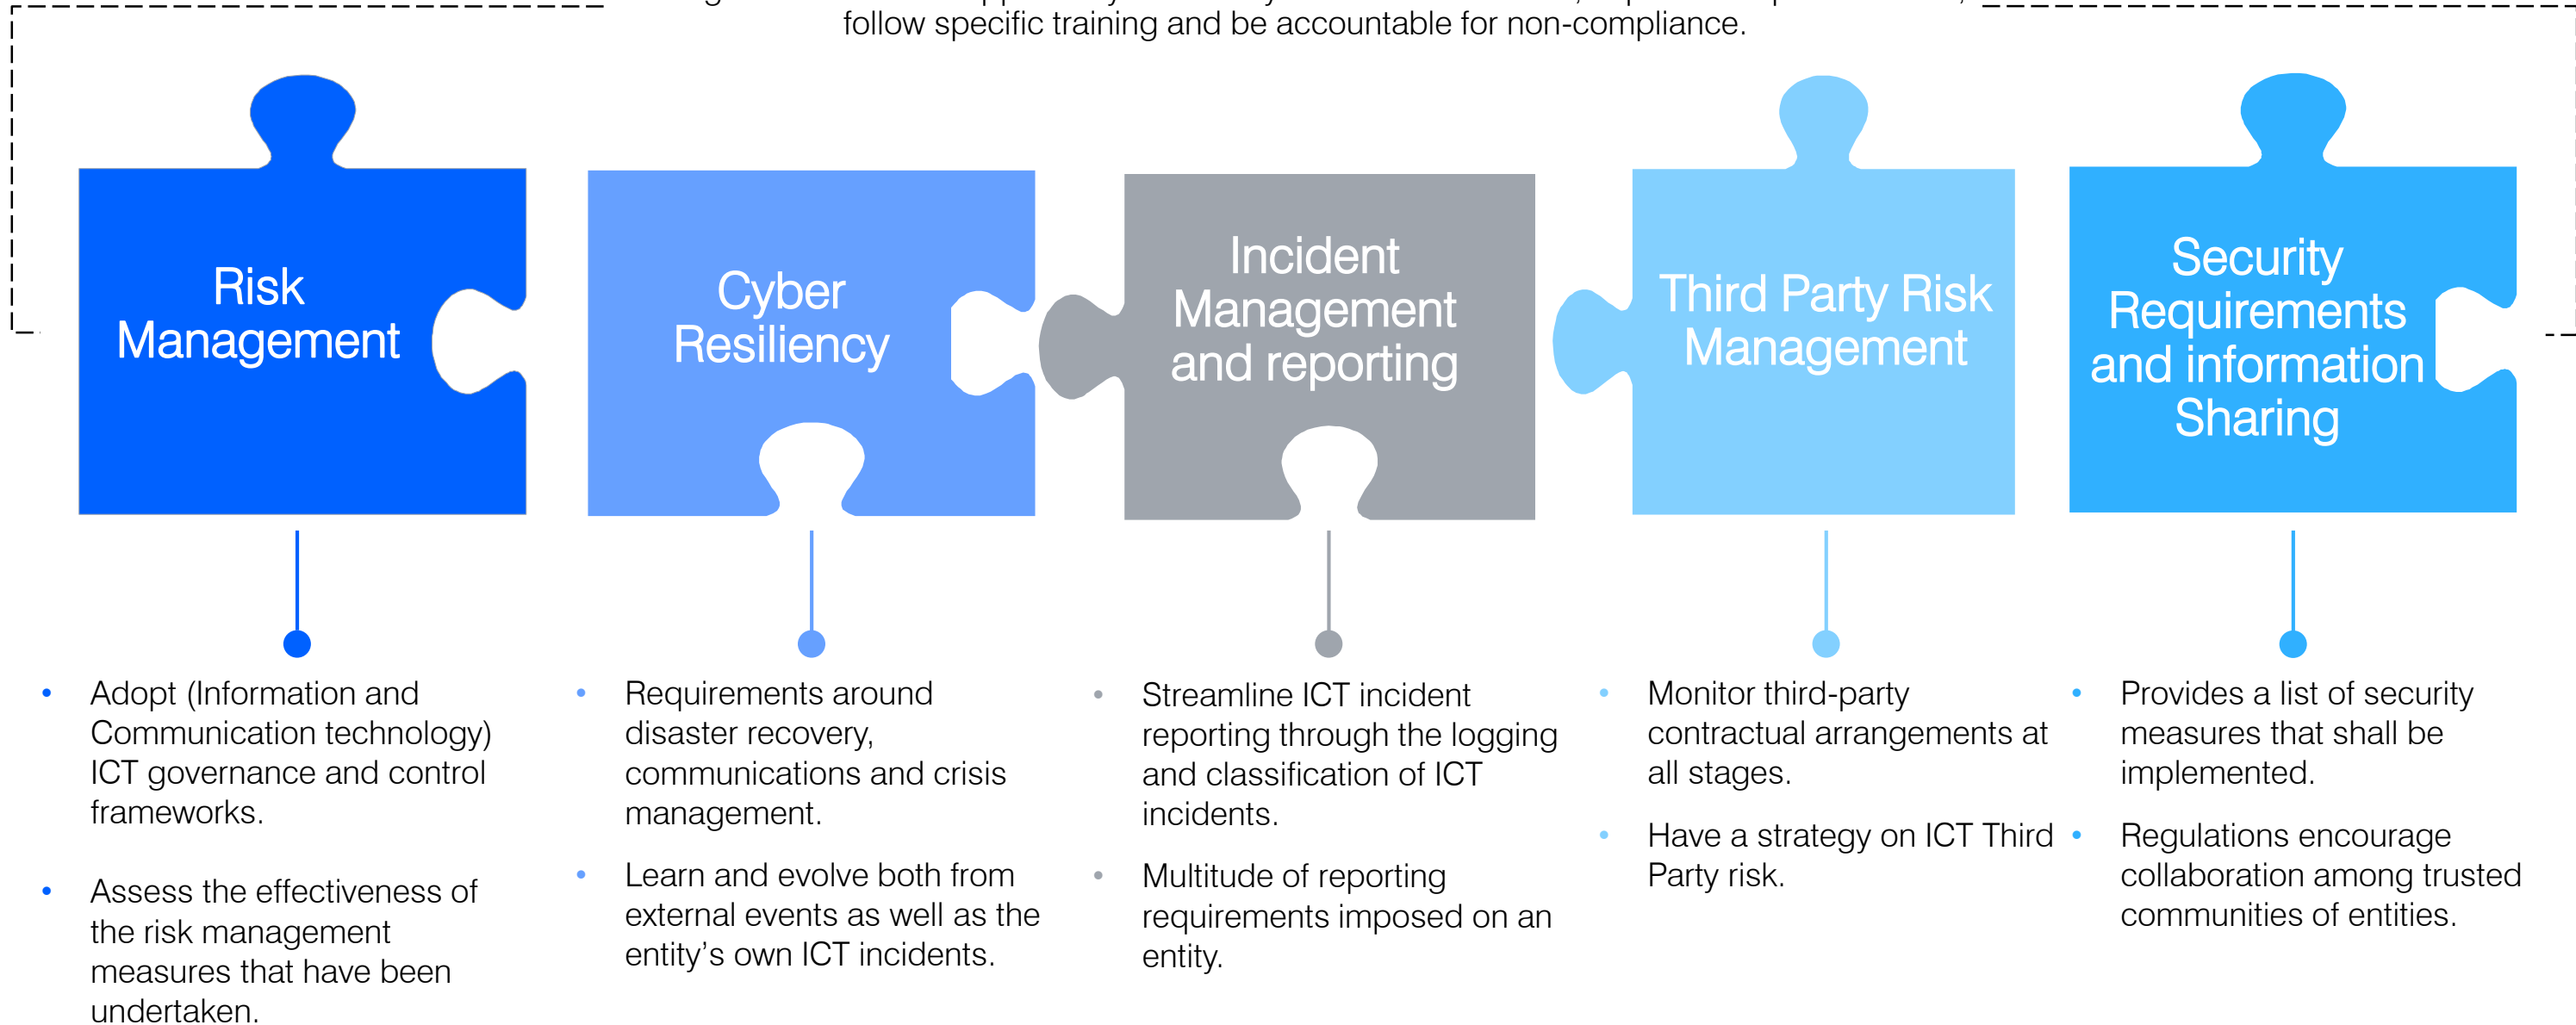 follow specific training and be accountable for non-compliance.
Risk
Management
Cyber
Resiliency
Incident
Management
and reporting
Third Party Risk
Management
Security
Requirements
and information
Sharing
• Adopt (Information and
Communication technology)
ICT governance and control
frameworks.
• Assess the effectiveness of
the risk management
measures that have been
undertaken.
• Requirements around
disaster recovery,
communications and crisis
management.
• Learn and evolve both from
external events as well as the
entity’s own ICT incidents.
• Streamline ICT incident
reporting through the logging
and classification of ICT
incidents.
• Multitude of reporting
requirements imposed on an
entity.
• Monitor third-party
contractual arrangements at
all stages.
• Have a strategy on ICT Third
Party risk.
• Provides a list of security
measures that shall be
implemented.
• Regulations encourage
collaboration among trusted
communities of entities.